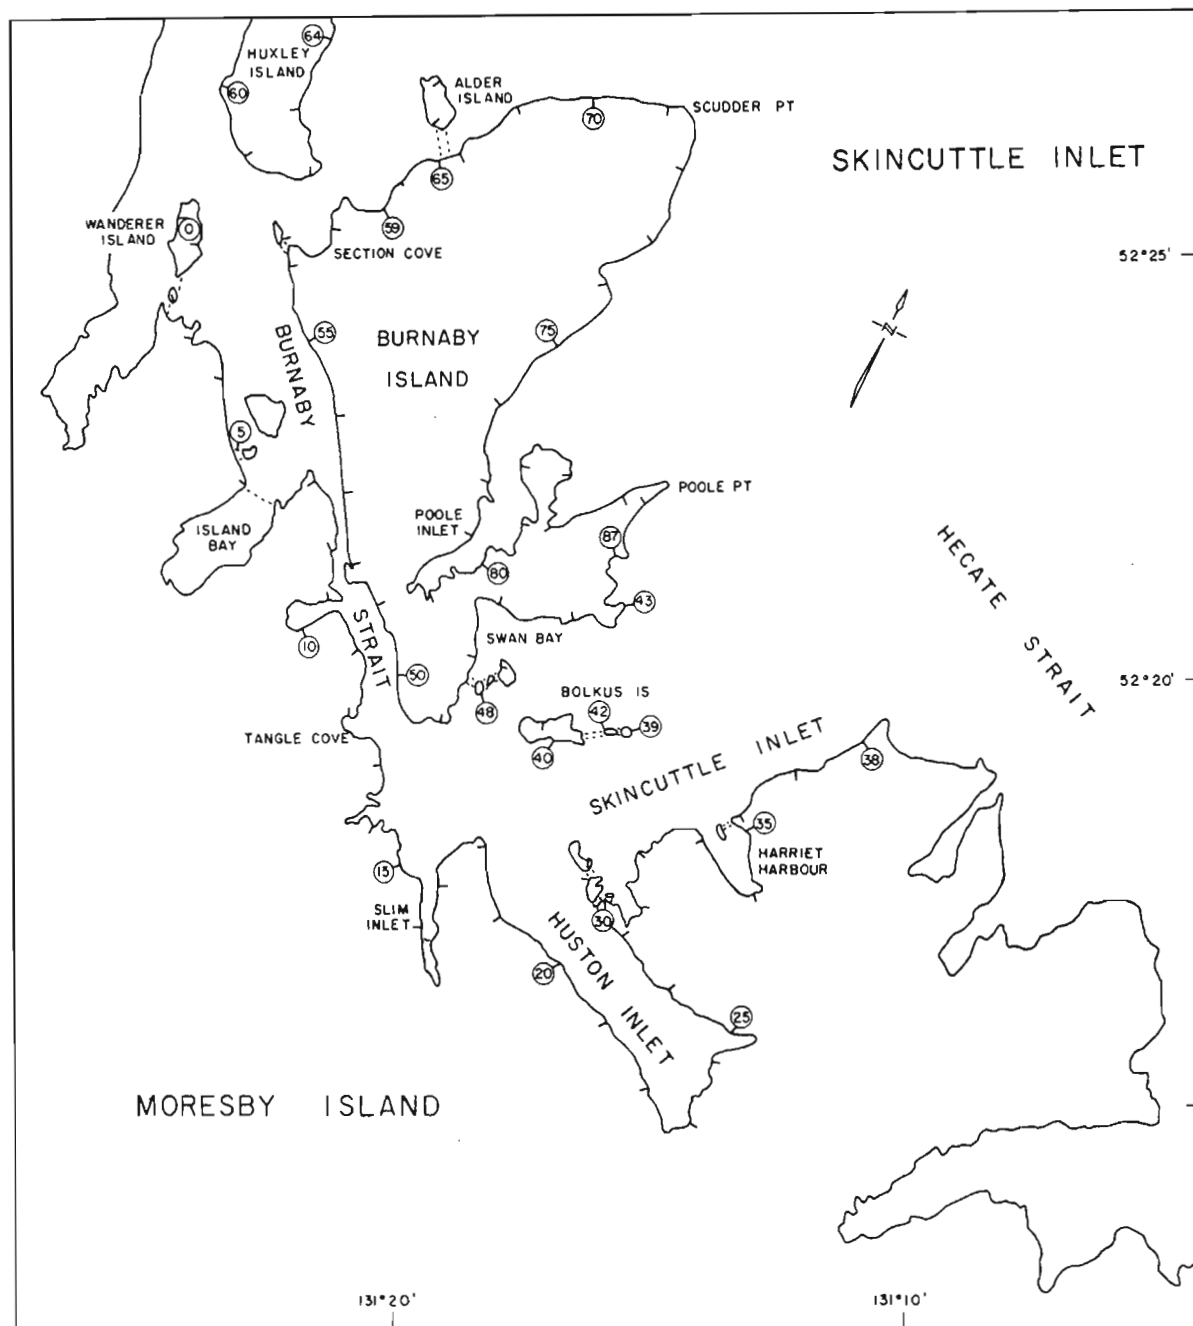 64
HUXLEY
ISLAND
60
ALDER
ISLAND
70
SCUDDER PT
SKINCUTTLE INLET
65
WANDERER
ISLAND
0
59
SECTION COVE
52°25'
BURNABY
STRAIT
55
BURNABY
ISLAND
75
N
5
POOLE PT
ISLAND
BAY
POOLE
INLET
87
80
HECATE STRAIT
43
10
SWAN BAY
50
52°20'
48
BOLKUS IS
42
39
TANGLE COVE
40
SKINCUTTLE INLET
38
35
HARRIET
HARBOUR
15
SLIM
INLET
30
HUSTON INLET
20
25
MORESBY ISLAND
131°20'
131°10'